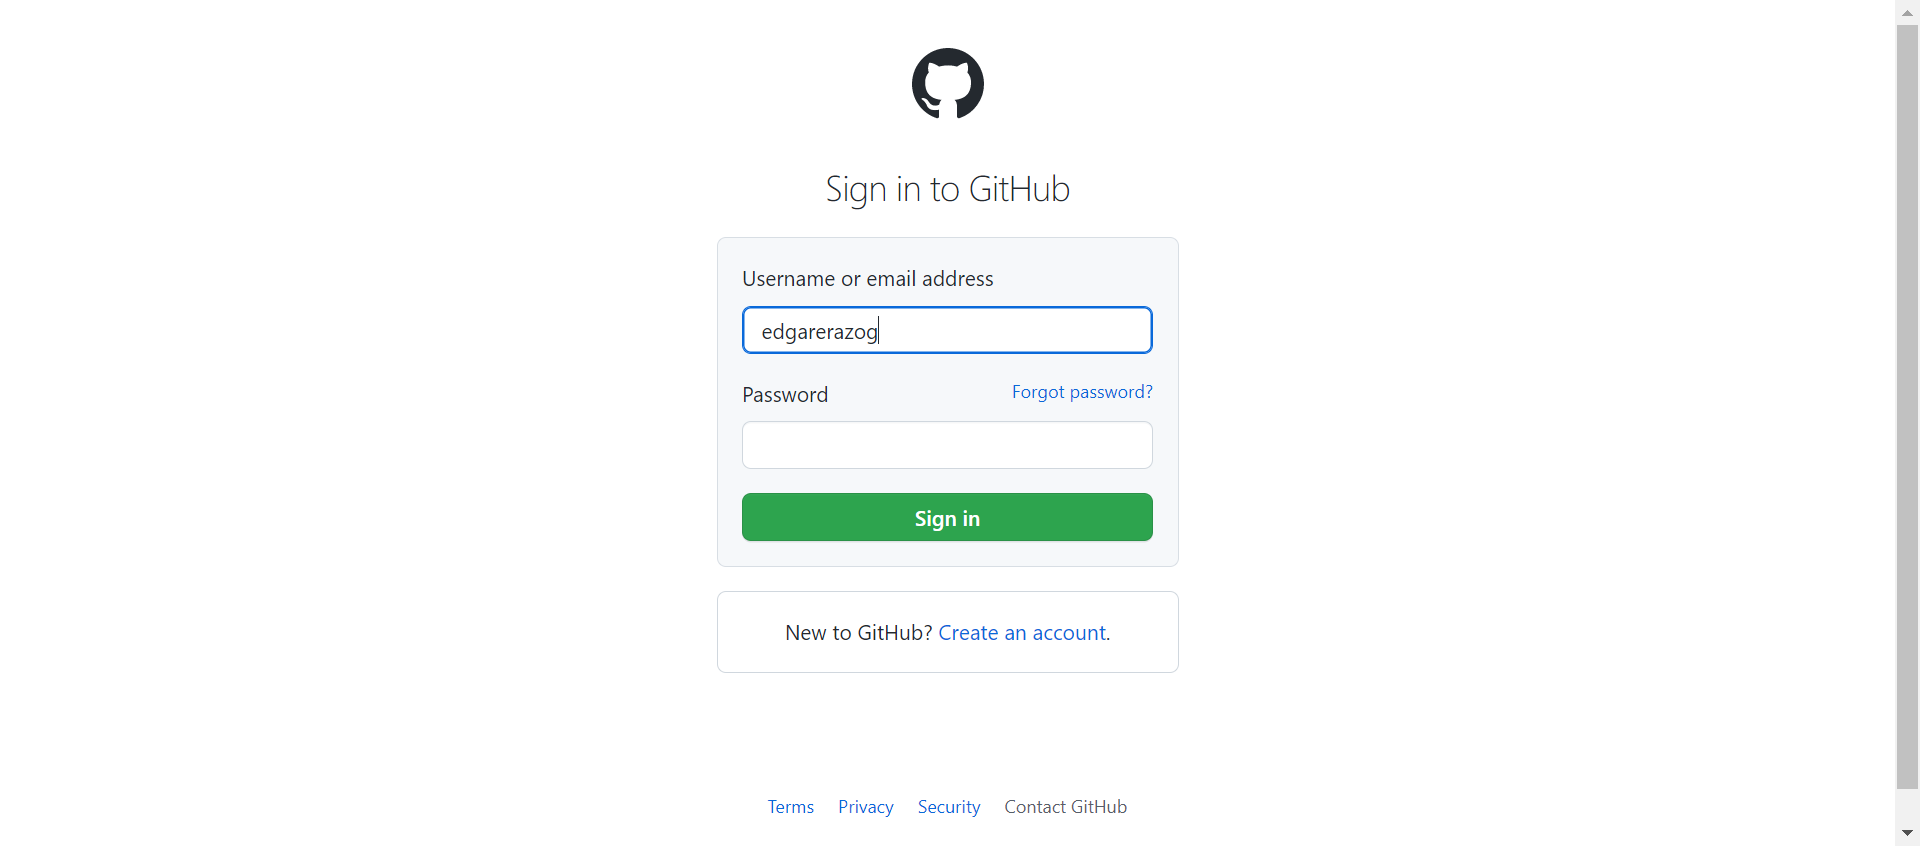 Sign in to GitHub
Username or email address
edgarerazog
Password
Forgot password?
Sign in
New to GitHub? Create an account.
Terms
Privacy
Security
Contact GitHub